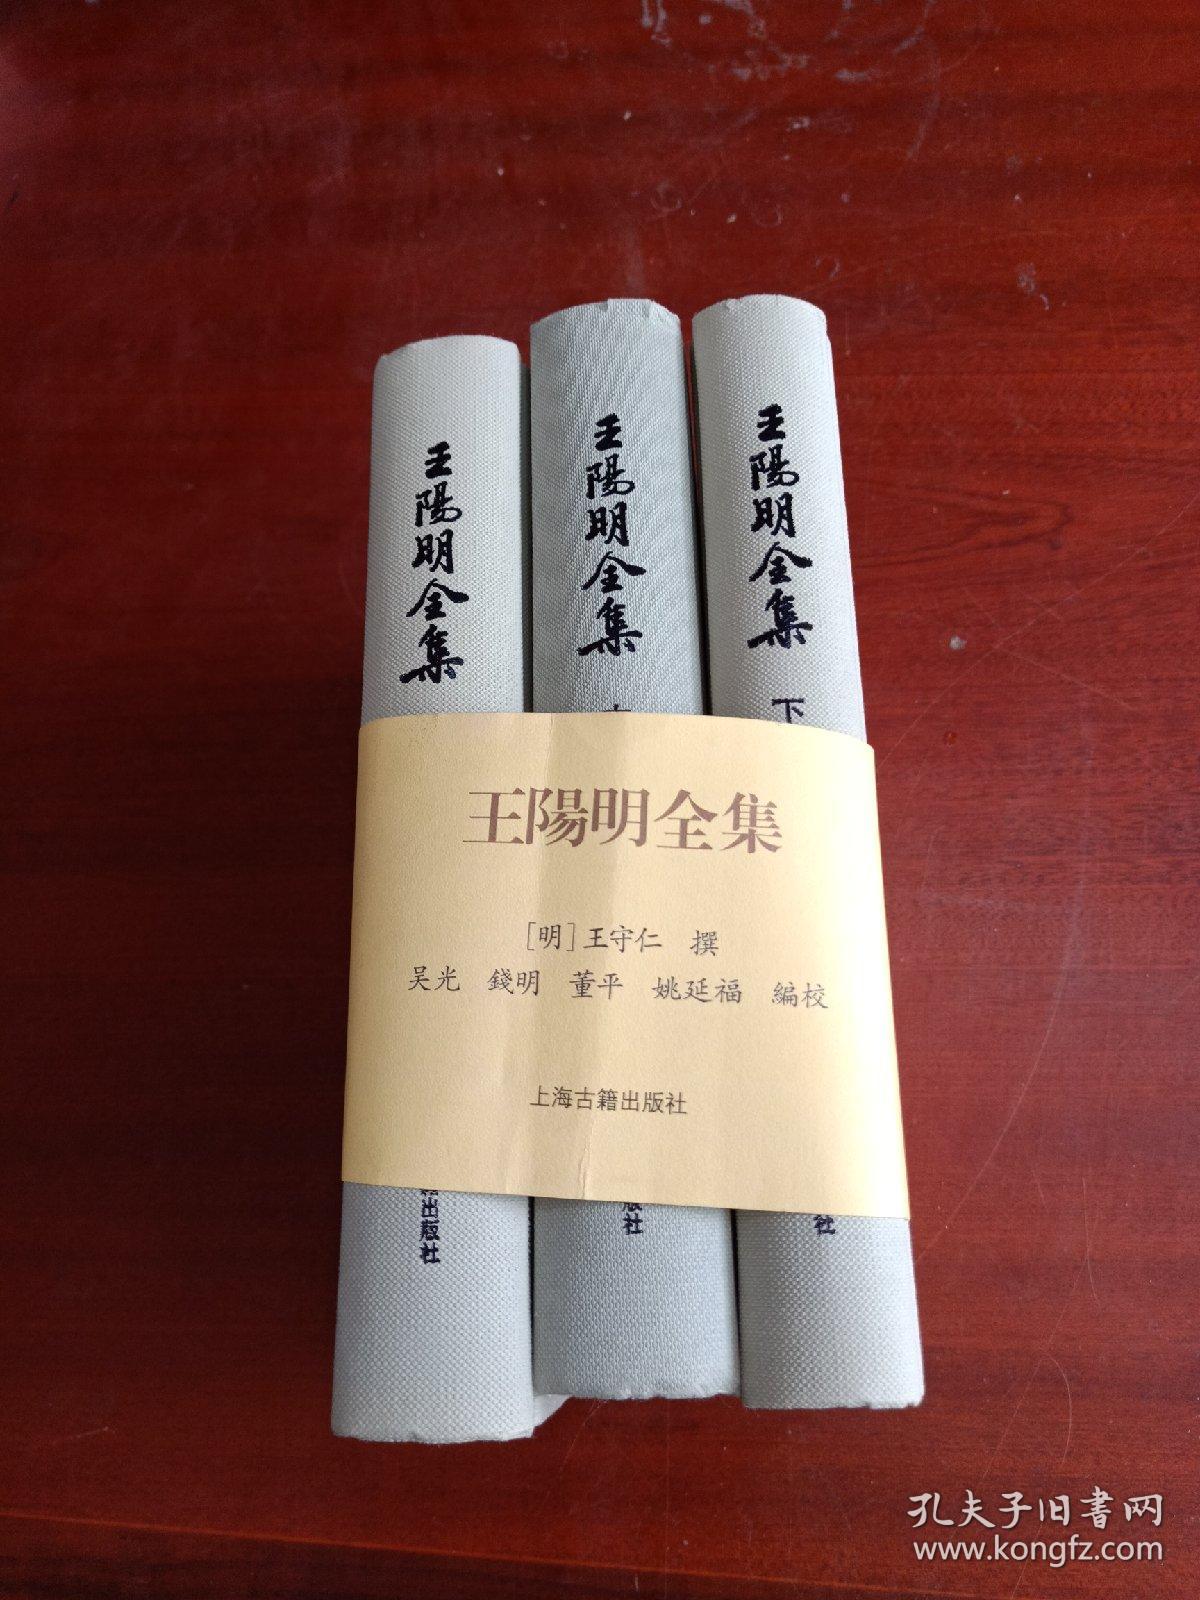 王陽明全集
籍出版社
王陽明全集
版社
王陽明全集 下
社
王陽明全集
［明］王守仁 撰
吴光 錢明 董平 姚延福 編校
上海古籍出版社
孔夫子旧书网
www.kongfz.com